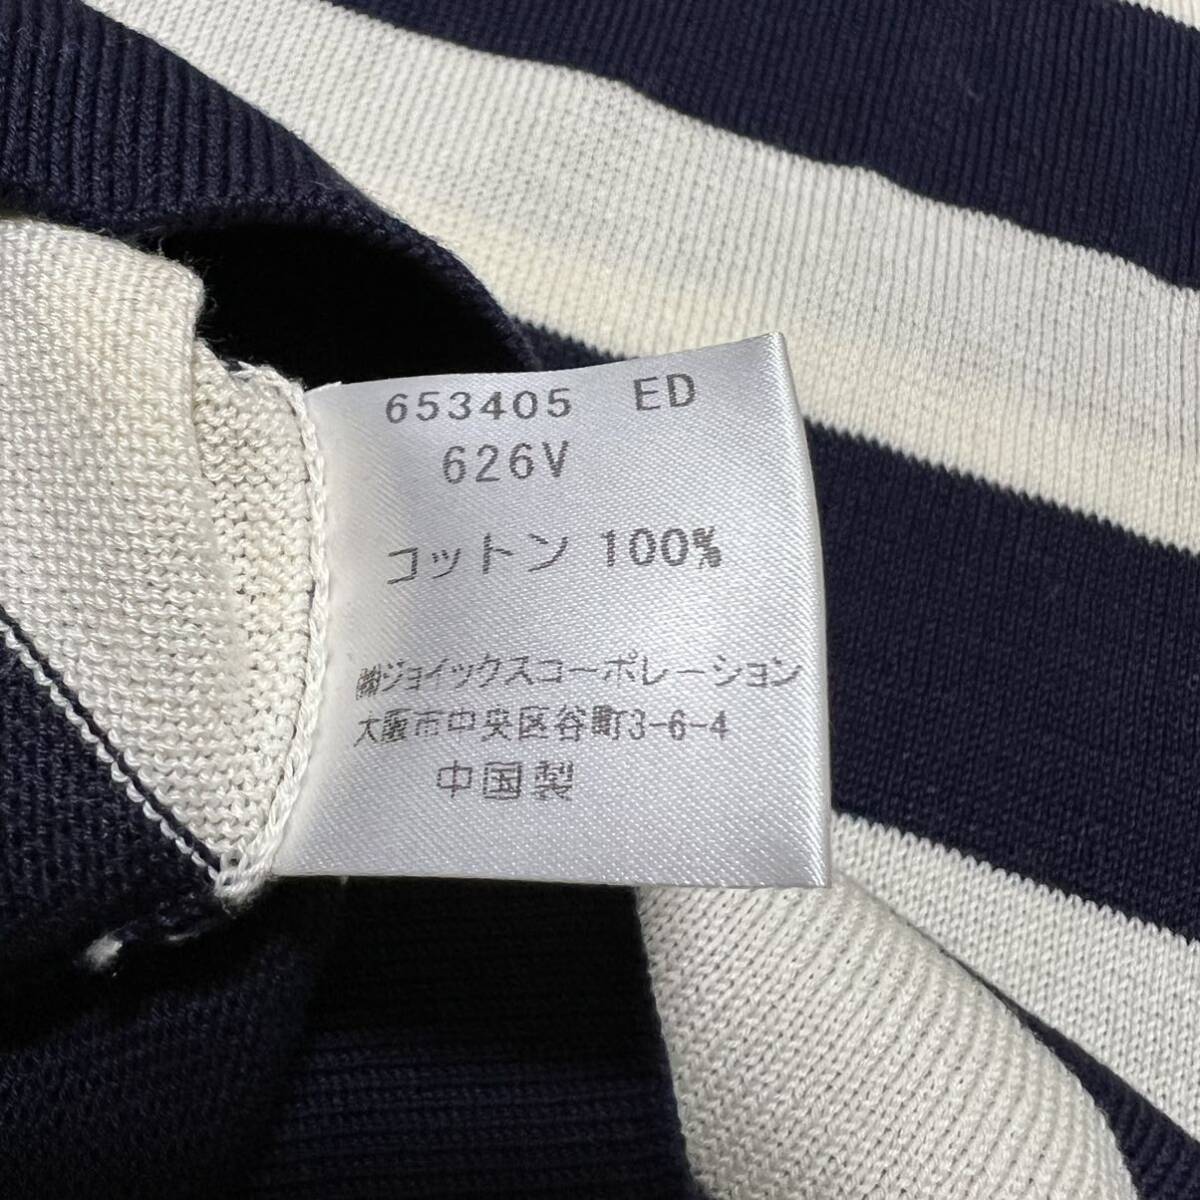 653405 ED
626V
コットン 100%
㈱ジョイックスコーポレーション
大阪市中央区谷町3-6-4
中国製